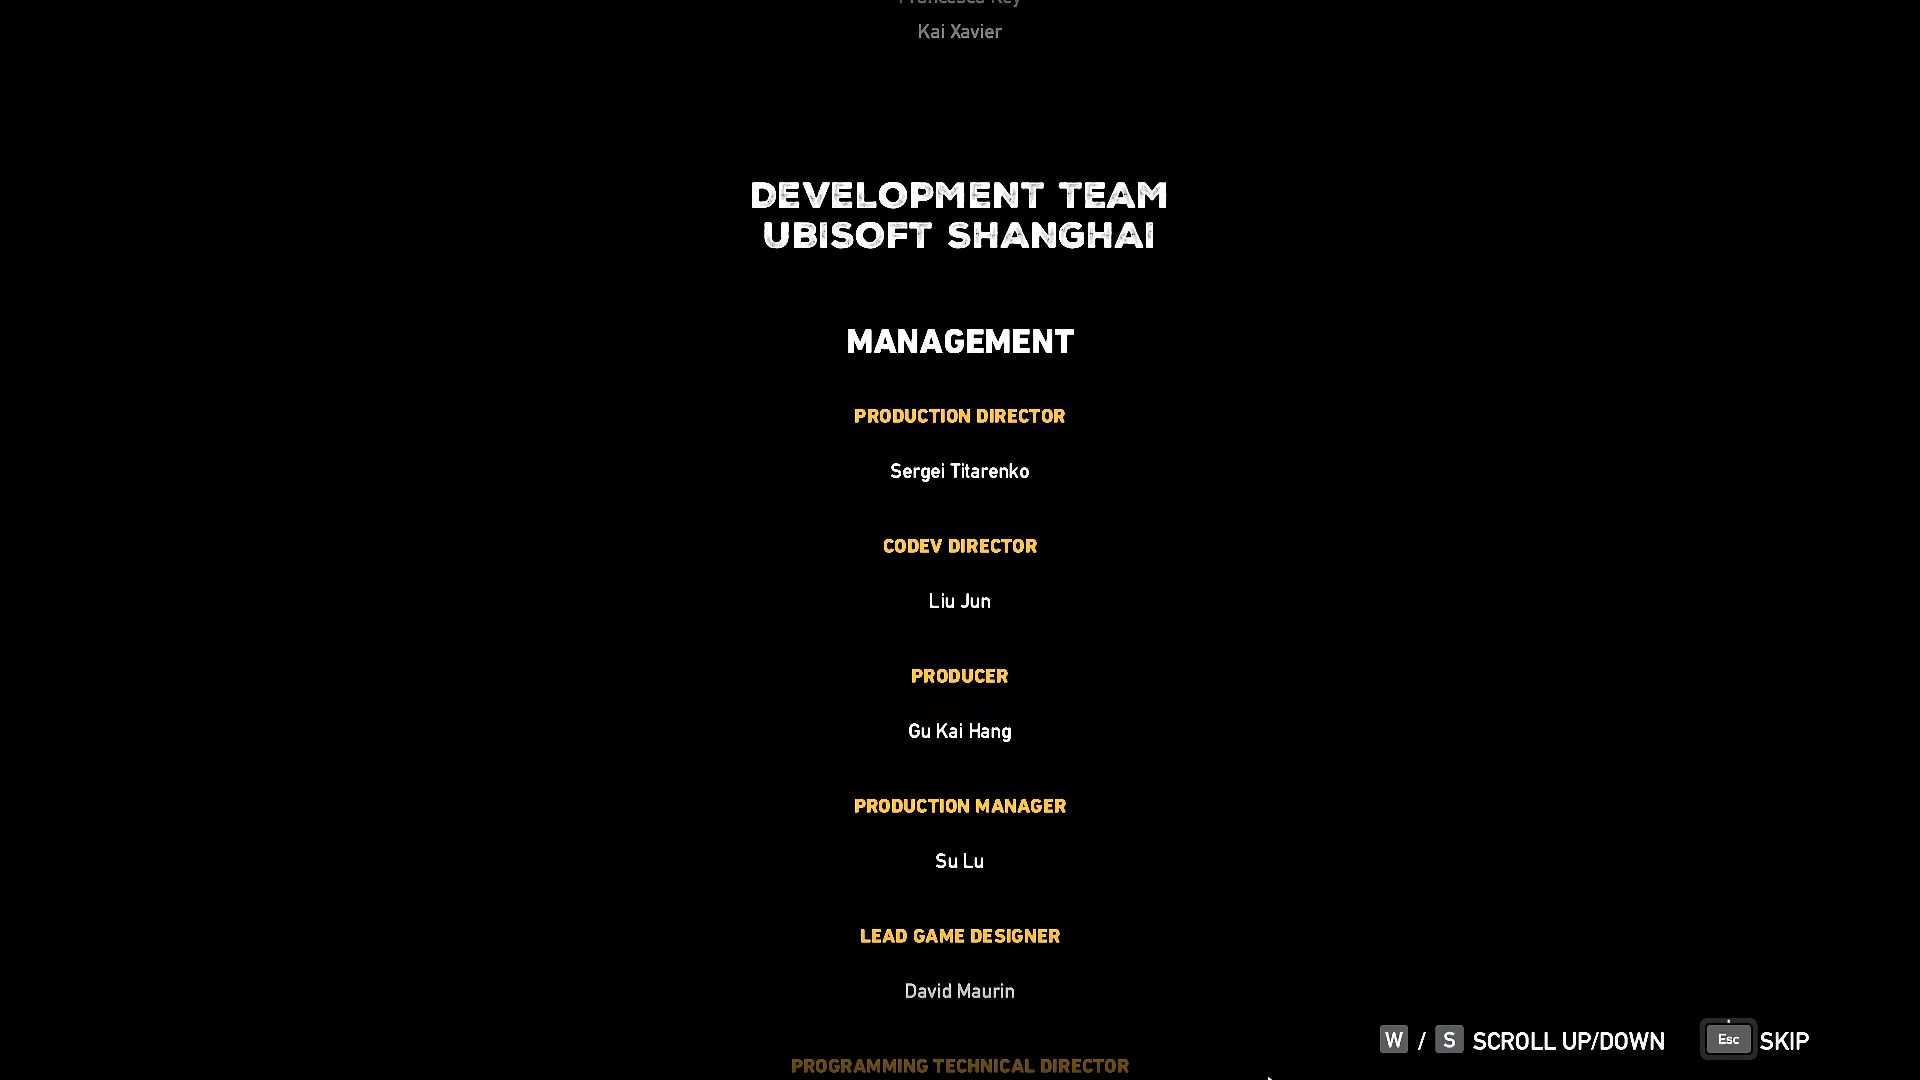 Kai Xavier
DEVELOPMENT TEAM
UBISOFT SHANGHAI
MANAGEMENT
PRODUCTION DIRECTOR
Sergei Titarenko
CODEV DIRECTOR
Liu Jun
PRODUCER
Gu Kai Hang
PRODUCTION MANAGER
Su Lu
LEAD GAME DESIGNER
David Maurin
W / S SCROLL UP/DOWN Esc SKIP
PROGRAMMING TECHNICAL DIRECTOR